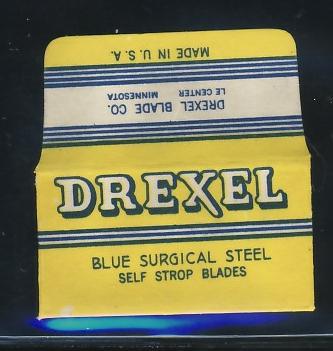 MADE IN U.S.A.
DREXEL BLADE CO.
LE CENTER MINNESOTA
DREXEL
BLUE SURGICAL STEEL
SELF STROP BLADES